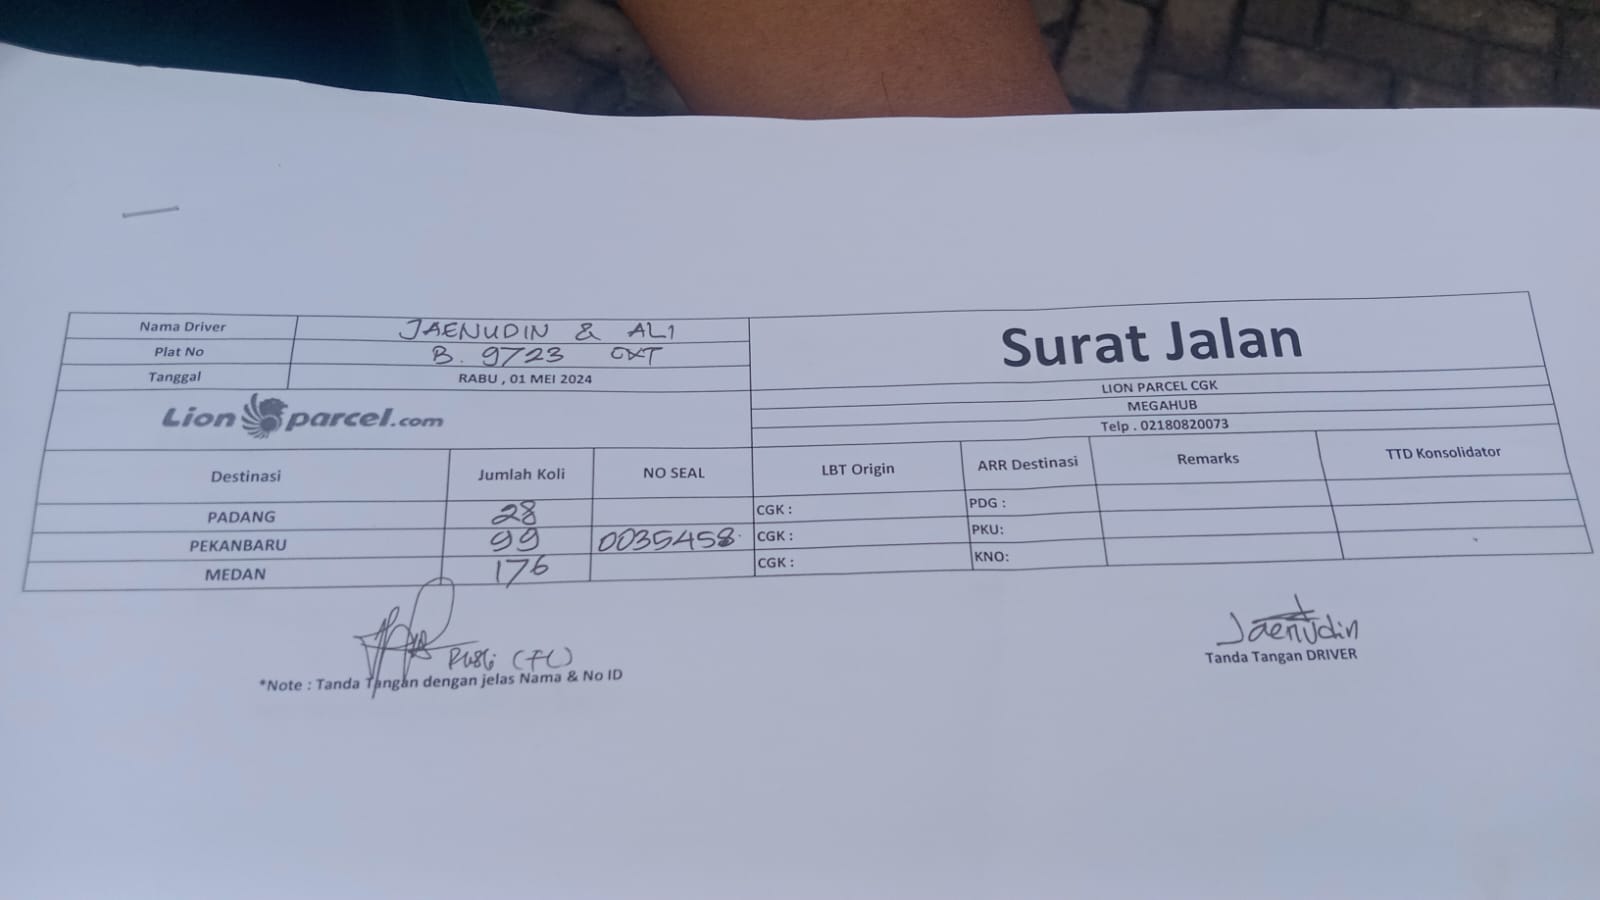 Nama Driver JAENUDIN & ALI
Plat No B. 9723 OXT
Tanggal RABU , 01 MEI 2024
Surat Jalan
LION PARCEL CGK
MEGAHUB
Telp . 02180820073
Lion parcel.com
Destinasi Jumlah Koli NO SEAL LBT Origin ARR Destinasi Remarks TTD Konsolidator
PADANG 28 CGK : PDG :
PEKANBARU 99 0035458 CGK : PKU:
MEDAN 176 CGK : KNO:
(FL)
*Note : Tanda Tangan dengan jelas Nama & No ID
Jaenudin
Tanda Tangan DRIVER